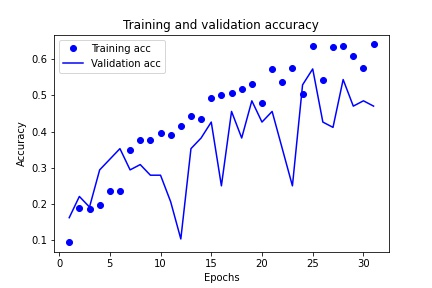 Training and validation accuracy
Training acc
Validation acc
Accuracy
0.6
0.5
0.4
0.3
0.2
0.1
0 5 10 15 20 25 30
Epochs